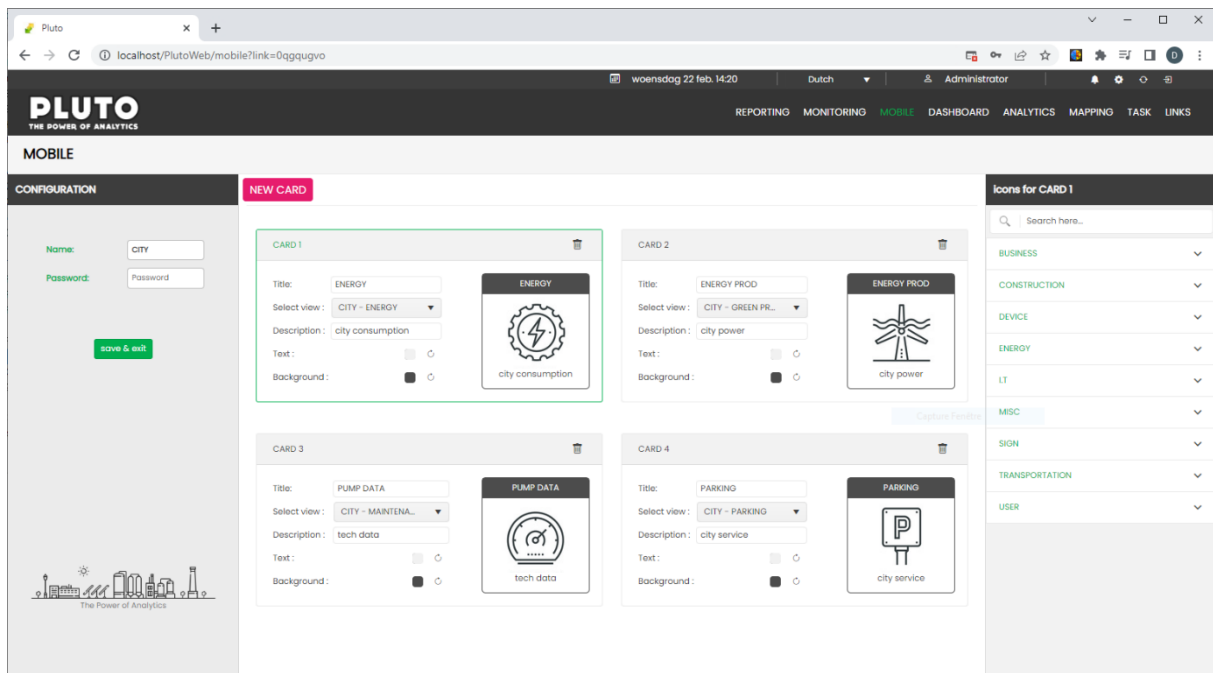 Pluto
localhost/PlutoWeb/mobile?link=0qgqugvo
D
woensdag 22 feb. 14:20
Dutch
Administrator
PLUTO
THE POWER OF ANALYTICS
REPORTING MONITORING MOBILE DASHBOARD ANALYTICS MAPPING TASK LINKS
MOBILE
CONFIGURATION
Name: CITY
Password: Password
save & exit
The Power of Analytics
NEW CARD
CARD 1
Title: ENERGY
Select view : CITY - ENERGY
Description : city consumption
Text :
Background :
ENERGY
city consumption
CARD 2
Title: ENERGY PROD
Select view : CITY - GREEN PR...
Description : city power
Text :
Background :
ENERGY PROD
city power
CARD 3
Title: PUMP DATA
Select view : CITY - MAINTENA...
Description : tech data
Text :
Background :
PUMP DATA
tech data
CARD 4
Title: PARKING
Select view : CITY - PARKING
Description : city service
Text :
Background :
PARKING
P
city service
Icons for CARD 1
Search here...
BUSINESS
CONSTRUCTION
DEVICE
ENERGY
I.T
MISC
SIGN
TRANSPORTATION
USER